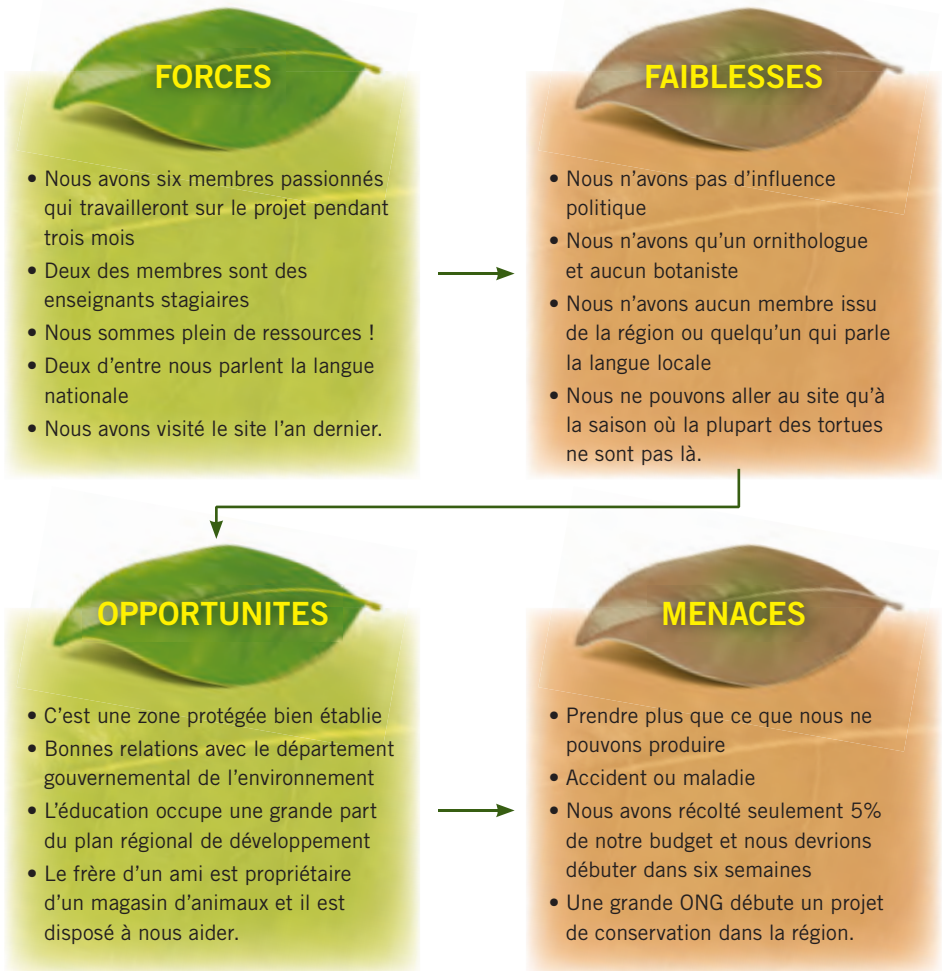 FORCES
• Nous avons six membres passionnés
qui travailleront sur le projet pendant
trois mois
• Deux des membres sont des
enseignants stagiaires
• Nous sommes plein de ressources !
• Deux d'entre nous parlent la langue
nationale
• Nous avons visité le site l'an dernier.
FAIBLESSES
• Nous n'avons pas d'influence
politique
• Nous n'avons qu'un ornithologue
et aucun botaniste
• Nous n'avons aucun membre issu
de la région ou quelqu'un qui parle
la langue locale
• Nous ne pouvons aller au site qu'à
la saison où la plupart des tortues
ne sont pas là.
OPPORTUNITES
• C'est une zone protégée bien établie
• Bonnes relations avec le département
gouvernemental de l'environnement
• L'éducation occupe une grande part
du plan régional de développement
• Le frère d'un ami est propriétaire
d'un magasin d'animaux et il est
disposé à nous aider.
MENACES
• Prendre plus que ce que nous ne
pouvons produire
• Accident ou maladie
• Nous avons récolté seulement 5%
de notre budget et nous devrions
débuter dans six semaines
• Une grande ONG débute un projet
de conservation dans la région.